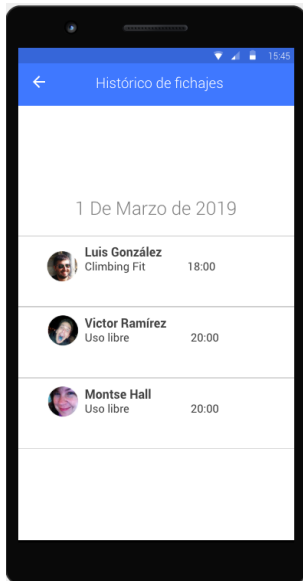 15:45
Histórico de fichajes
1 De Marzo de 2019
Luis González
Climbing Fit 18:00
Victor Ramírez
Uso libre 20:00
Montse Hall
Uso libre 20:00